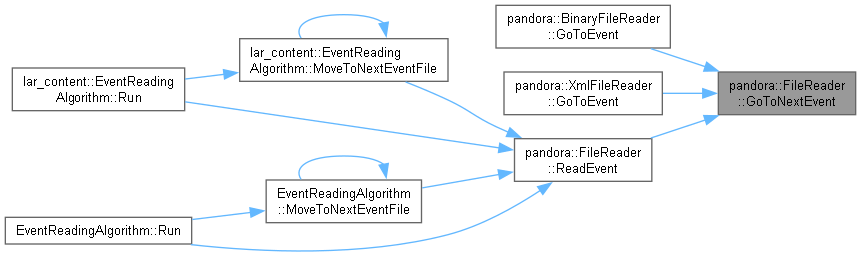 pandora::BinaryFileReader
::GoToEvent
lar_content::EventReading
Algorithm::MoveToNextEventFile
lar_content::EventReading
Algorithm::Run
pandora::XmlFileReader
::GoToEvent
pandora::FileReader
::GoToNextEvent
pandora::FileReader
::ReadEvent
EventReadingAlgorithm
::MoveToNextEventFile
EventReadingAlgorithm::Run